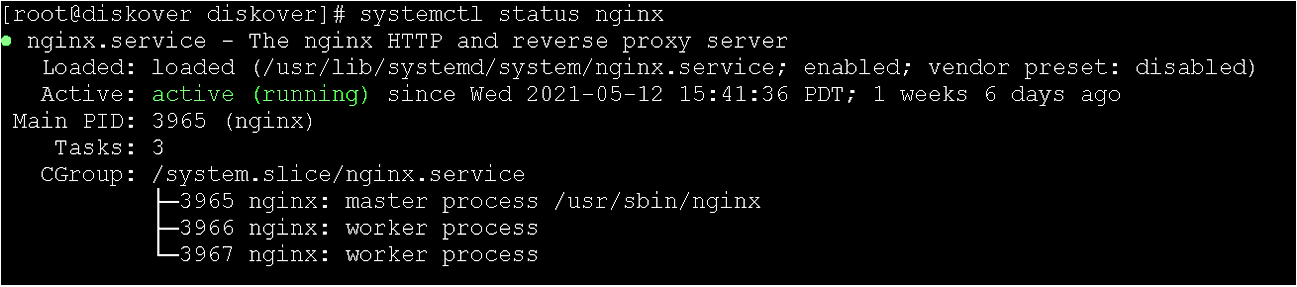 [root@diskover diskover]# systemctl status nginx
● nginx.service - The nginx HTTP and reverse proxy server
   Loaded: loaded (/usr/lib/systemd/system/nginx.service; enabled; vendor preset: disabled)
   Active: active (running) since Wed 2021-05-12 15:41:36 PDT; 1 weeks 6 days ago
 Main PID: 3965 (nginx)
    Tasks: 3
   CGroup: /system.slice/nginx.service
           ├─3965 nginx: master process /usr/sbin/nginx
           ├─3966 nginx: worker process
           └─3967 nginx: worker process